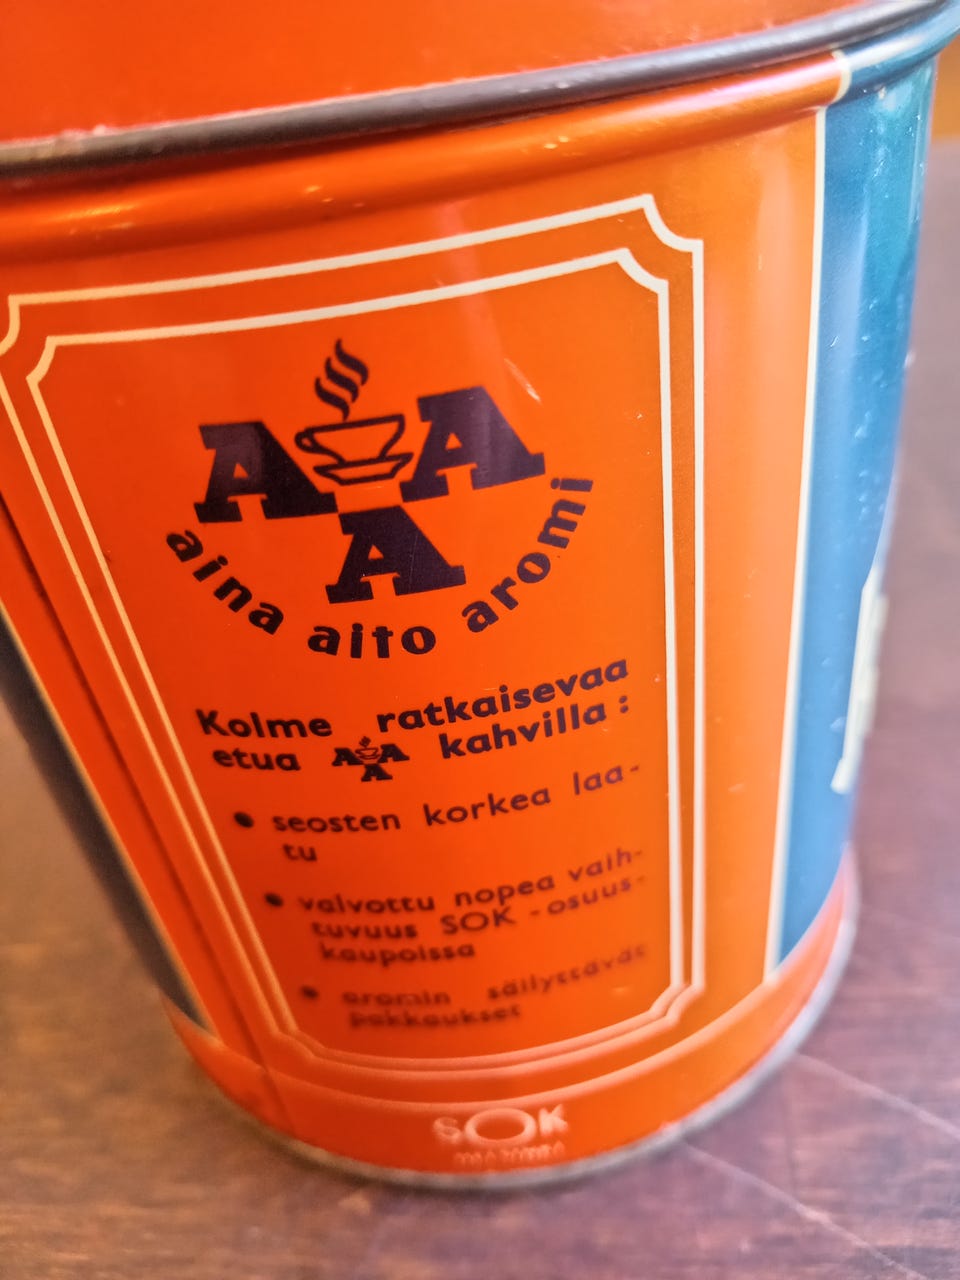 A A
A
aina aito aromi
Kolme ratkaisevaa
etua AAA kahvilla :
• seosten korkea laa-
tu
• valvottu nopea vaih-
tuvuus SOK -osuus-
kaupoissa
• aromin säilyttävät
pakkaukset
SOK